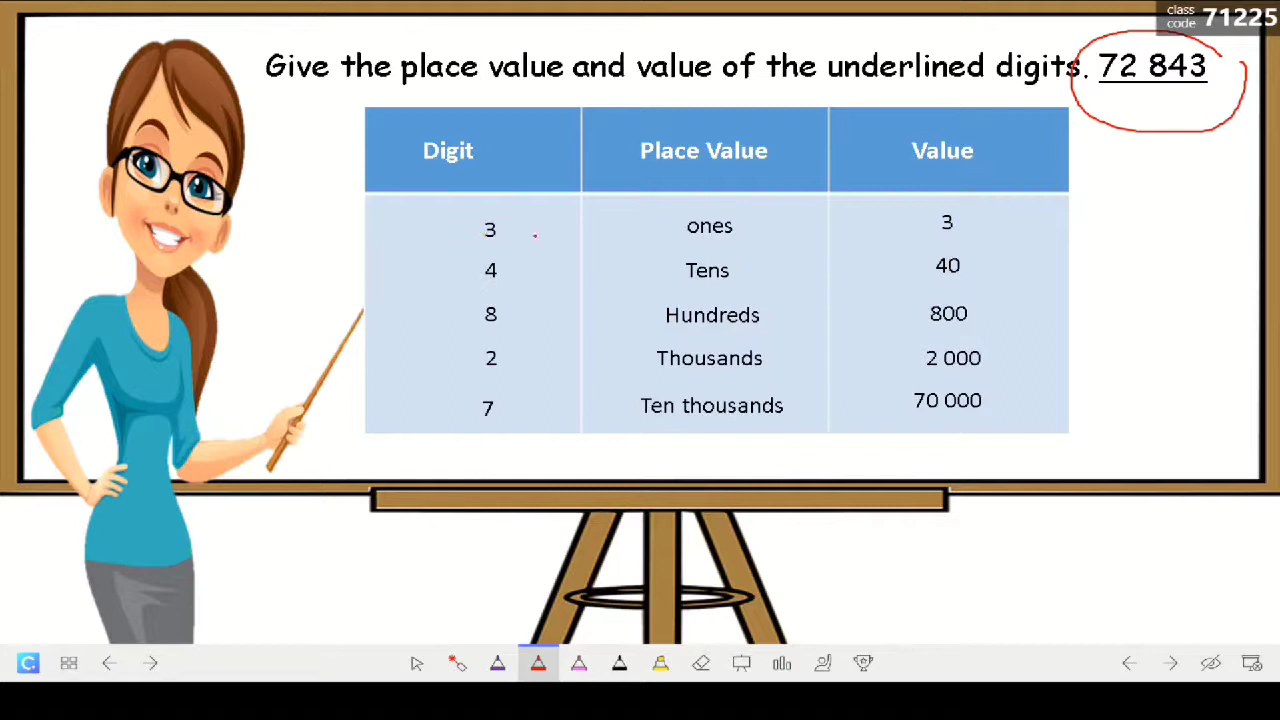 class code 71225
Give the place value and value of the underlined digits. 72 843
Digit Place Value Value
3 ones 3
4 Tens 40
8 Hundreds 800
2 Thousands 2 000
7 Ten thousands 70 000
C.